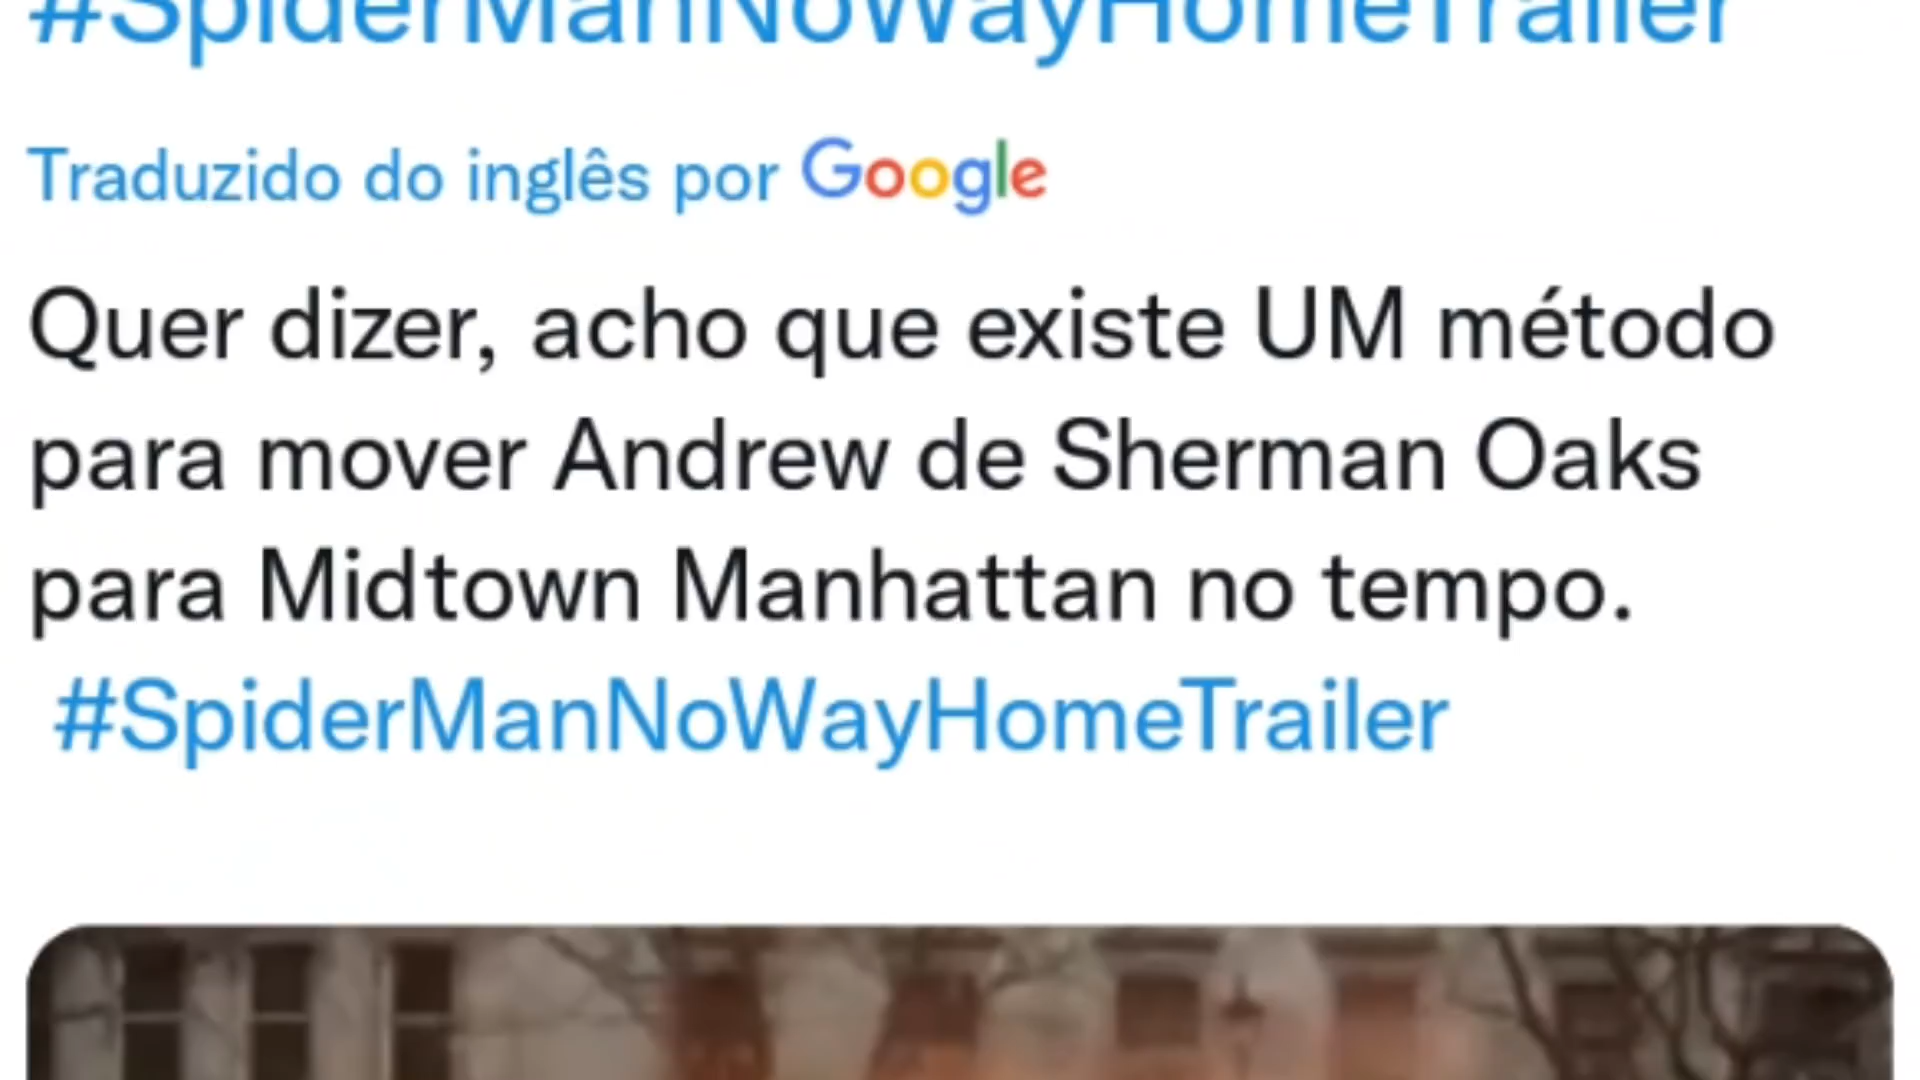 #SpiderManNoWayHomeTrailer
Traduzido do inglês por Google
Quer dizer, acho que existe UM método
para mover Andrew de Sherman Oaks
para Midtown Manhattan no tempo.
#SpiderManNoWayHomeTrailer